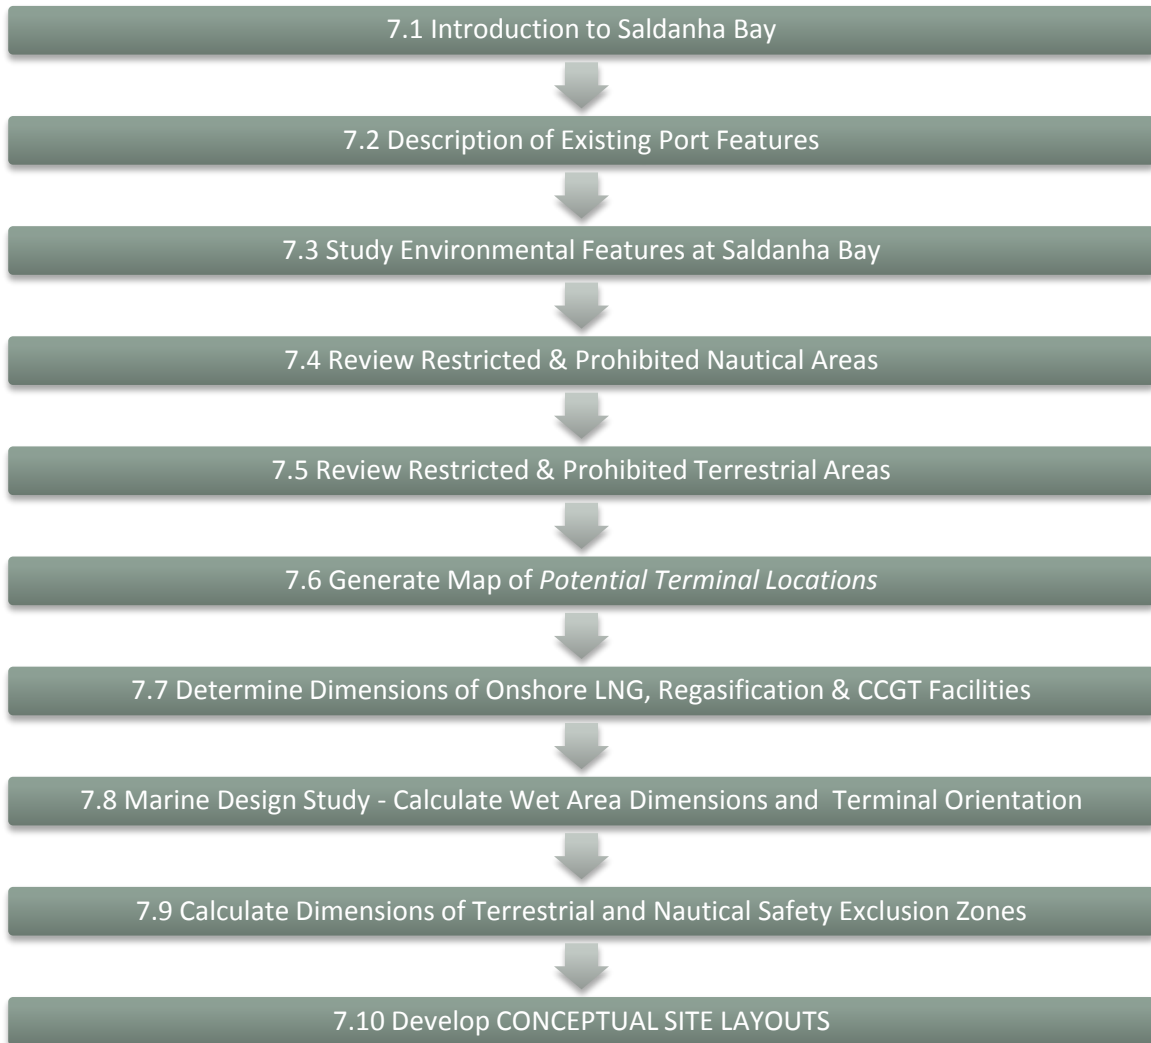 7.1 Introduction to Saldanha Bay
7.2 Description of Existing Port Features
7.3 Study Environmental Features at Saldanha Bay
7.4 Review Restricted & Prohibited Nautical Areas
7.5 Review Restricted & Prohibited Terrestrial Areas
7.6 Generate Map of Potential Terminal Locations
7.7 Determine Dimensions of Onshore LNG, Regasification & CCGT Facilities
7.8 Marine Design Study - Calculate Wet Area Dimensions and Terminal Orientation
7.9 Calculate Dimensions of Terrestrial and Nautical Safety Exclusion Zones
7.10 Develop CONCEPTUAL SITE LAYOUTS